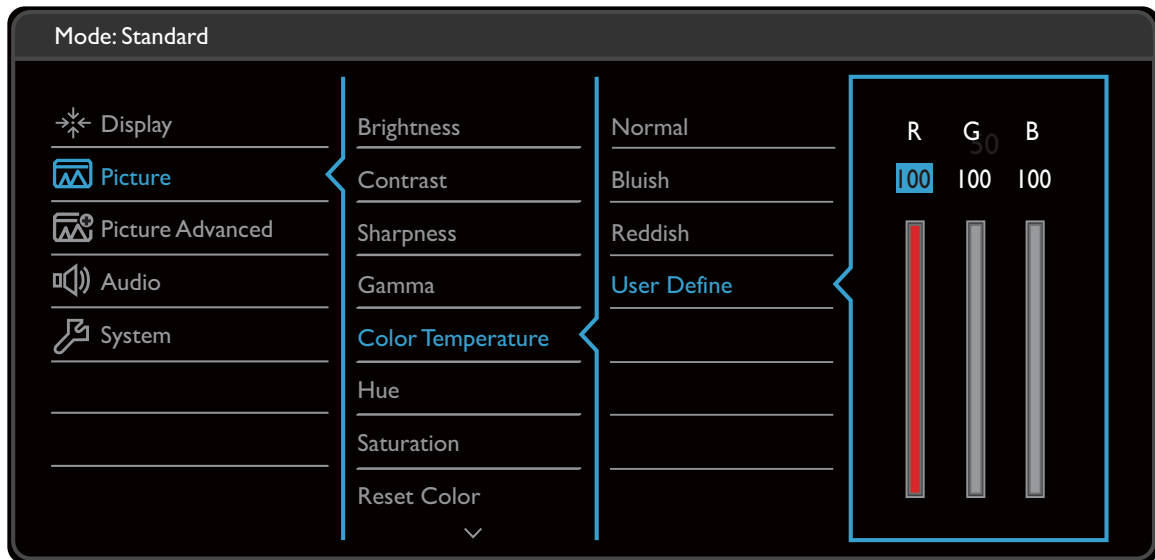 Mode: Standard
Display
Picture
Picture Advanced
Audio
System
Brightness
Contrast
Sharpness
Gamma
Color Temperature
Hue
Saturation
Reset Color
Normal
Bluish
Reddish
User Define
R G B
50
100 100 100